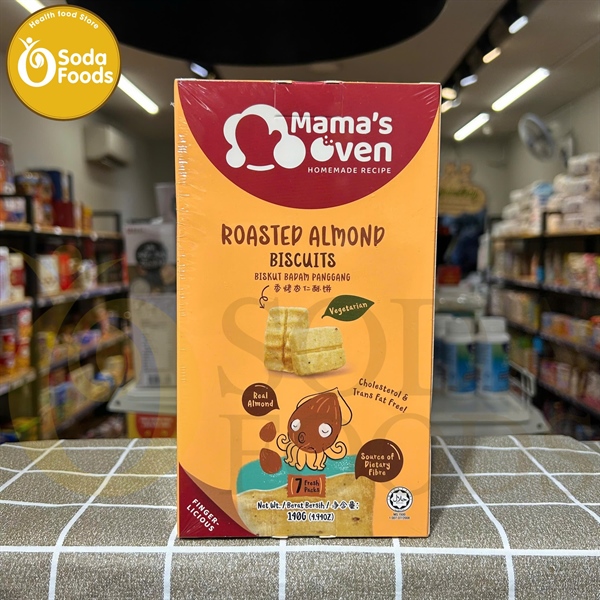 Health food Store
Soda
Foods
Mama's
Oven
HOMEMADE RECIPE
ROASTED ALMOND
BISCUITS
BISKUT BADAM PANGGANG
香烤杏仁酥饼
Vegetarian
Cholesterol &
Trans Fat Free!
Real
Almond
Source of
Dietary
Fibre
7 Fresh
Packs
Net Wt. / Berat Bersih / 净含量:
140G (4.94OZ)
FINGER-
LICIOUS
SOD
FOO